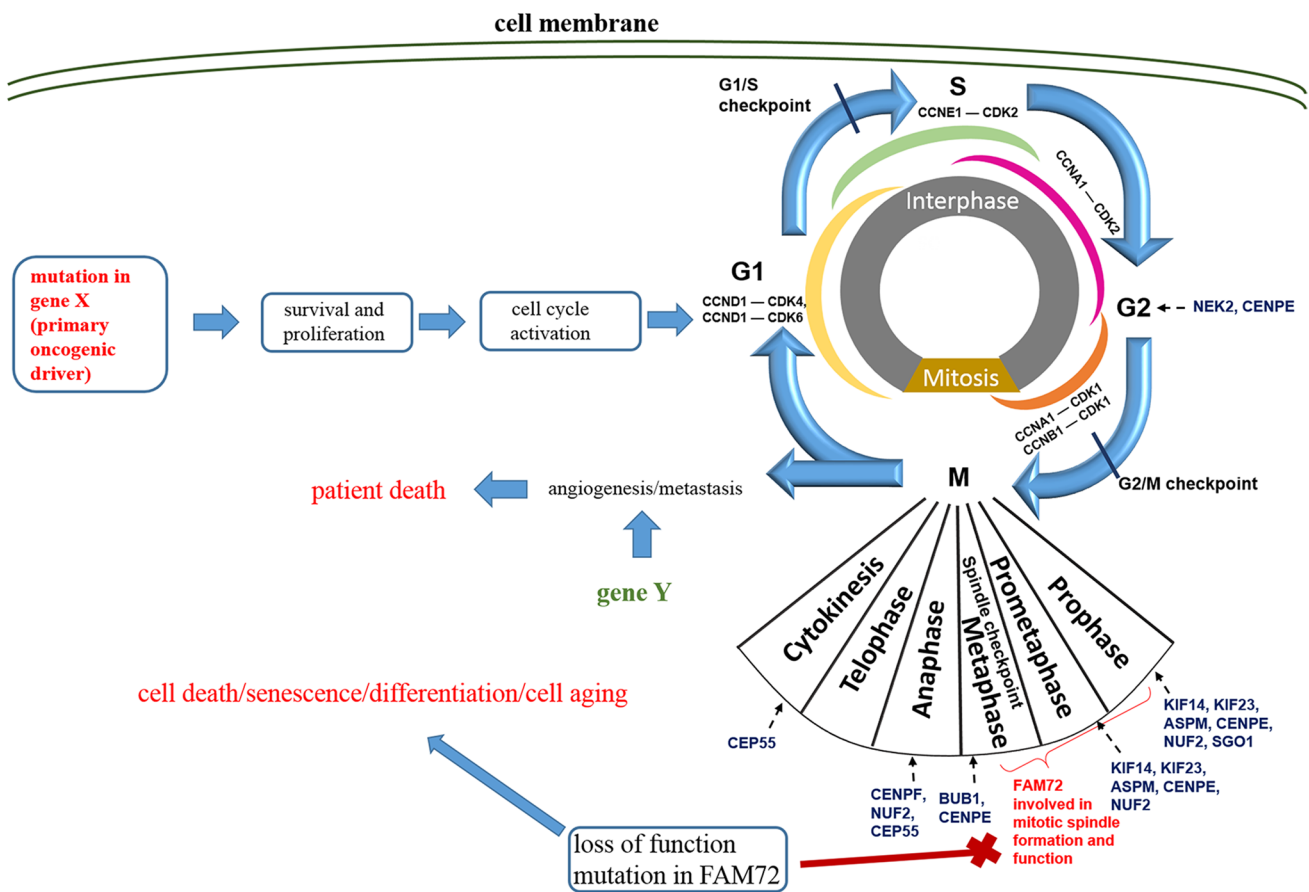 cell membrane
G1/S
checkpoint
S
CCNE1 — CDK2
CCNA1 — CDK2
Interphase
mutation in
gene X
(primary
oncogenic
driver)
survival and
proliferation
cell cycle
activation
G1
CCND1 — CDK4,
CCND1 — CDK6
G2
NEK2, CENPE
Mitosis
CCNA1 — CDK1
CCNB1 — CDK1
G2/M checkpoint
M
patient death
angiogenesis/metastasis
gene Y
Cytokinesis
Telophase
Anaphase
Spindle checkpoint
Metaphase
Prometaphase
Prophase
cell death/senescence/differentiation/cell aging
CEP55
CENPF,
NUF2,
CEP55
BUB1,
CENPE
FAM72
involved in
mitotic spindle
formation and
function
KIF14, KIF23,
ASPM, CENPE,
NUF2
KIF14, KIF23,
ASPM, CENPE,
NUF2, SGO1
loss of function
mutation in FAM72